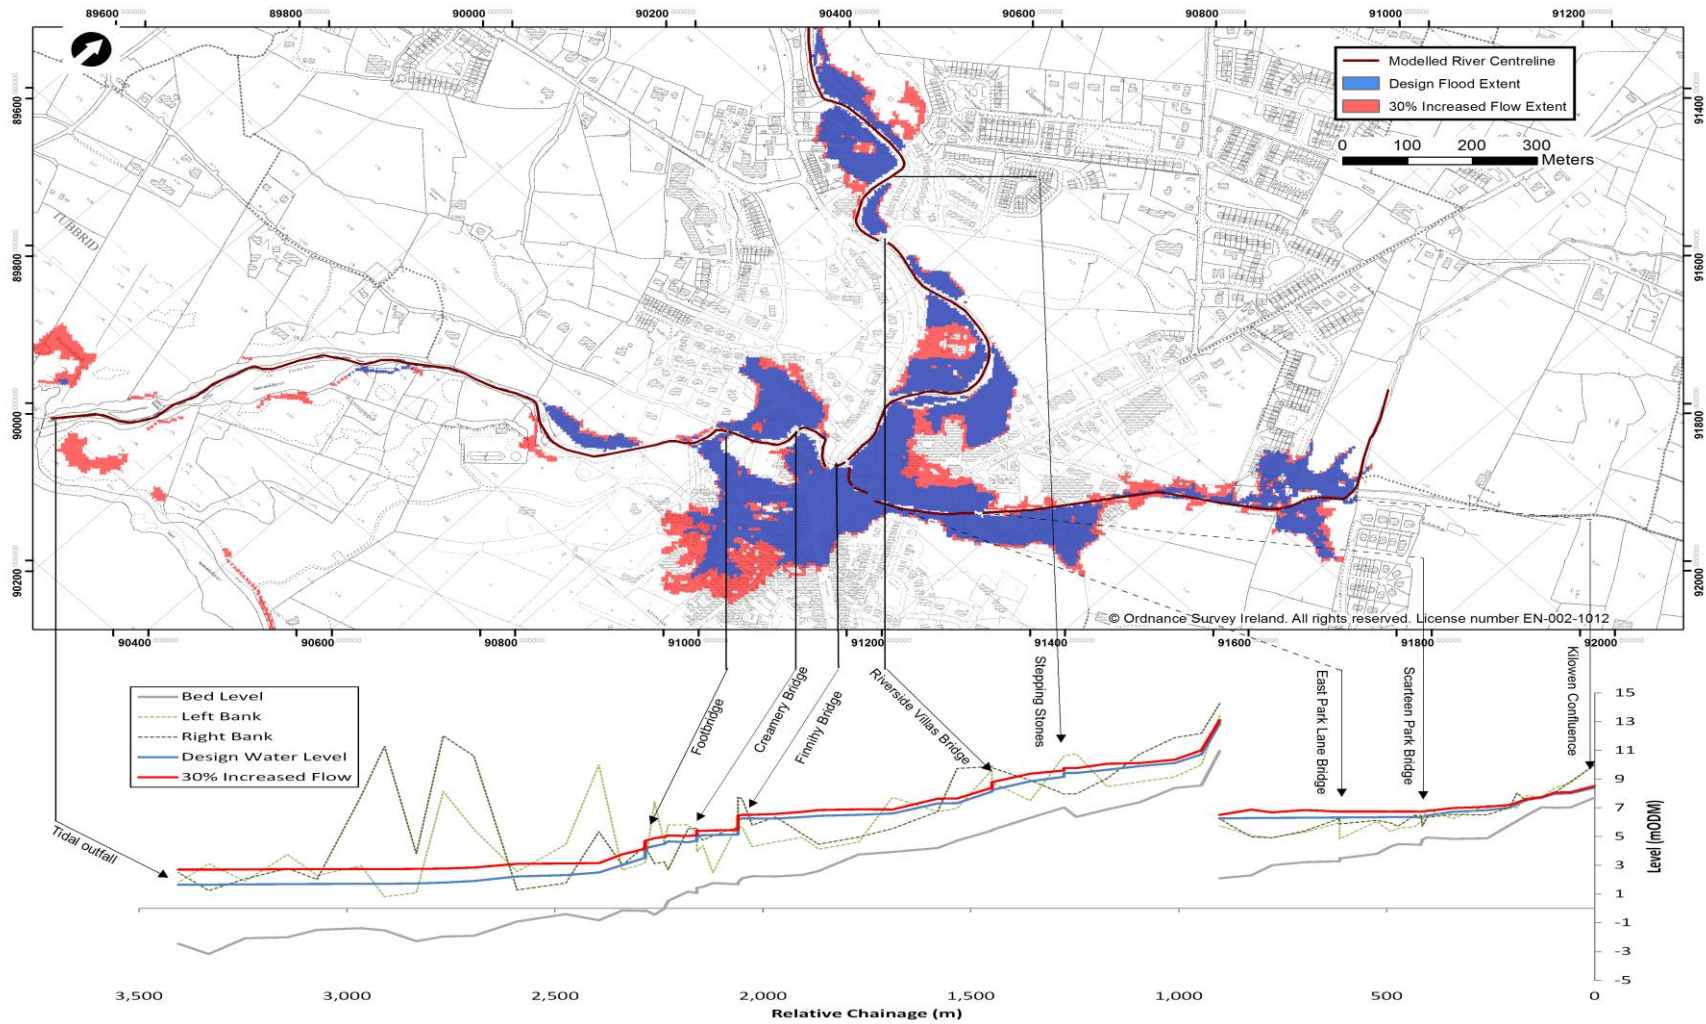 89600 89800 90000 90200 90400 90600 90800 91000 91200
Modelled River Centreline
Design Flood Extent
30% Increased Flow Extent
0 100 200 300 Meters
89600
89800
90000
90200
91400
91600
91800
92000
TUBBRID
© Ordnance Survey Ireland. All rights reserved. License number EN-002-1012
90400 90600 90800 91000 91200 91400 91600 91800 92000
Bed Level
Left Bank
Right Bank
Design Water Level
30% Increased Flow
Tidal outfall
Footbridge
Creamery Bridge
Finnihy Bridge
Riverside Villas Bridge
Stepping Stones
East Park Lane Bridge
Scarteen Park Bridge
Kilowen Confluence
15
13
11
9
7
5
3
1
-1
-3
-5
Level (mODM)
3,500 3,000 2,500 2,000 1,500 1,000 500 0
Relative Chainage (m)